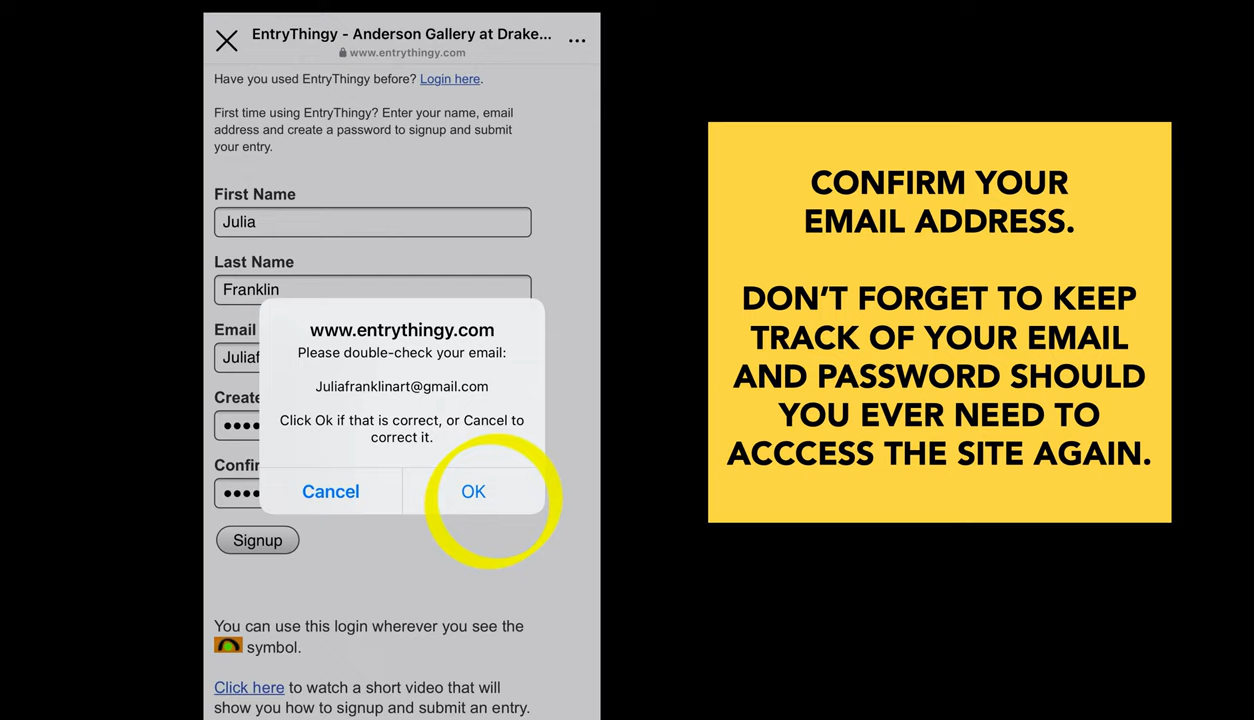 EntryThingy - Anderson Gallery at Drake...
www.entrythingy.com
Have you used EntryThingy before? Login here.
First time using EntryThingy? Enter your name, email
address and create a password to signup and submit
your entry.
First Name
Julia
Last Name
Franklin
Email
Juliaf
Create
Confir
www.entrythingy.com
Please double-check your email:
Juliafranklinart@gmail.com
Click Ok if that is correct, or Cancel to
correct it.
Cancel
OK
Signup
You can use this login wherever you see the
symbol.
Click here to watch a short video that will
show you how to signup and submit an entry.
CONFIRM YOUR
EMAIL ADDRESS.
DON'T FORGET TO KEEP
TRACK OF YOUR EMAIL
AND PASSWORD SHOULD
YOU EVER NEED TO
ACCCESS THE SITE AGAIN.